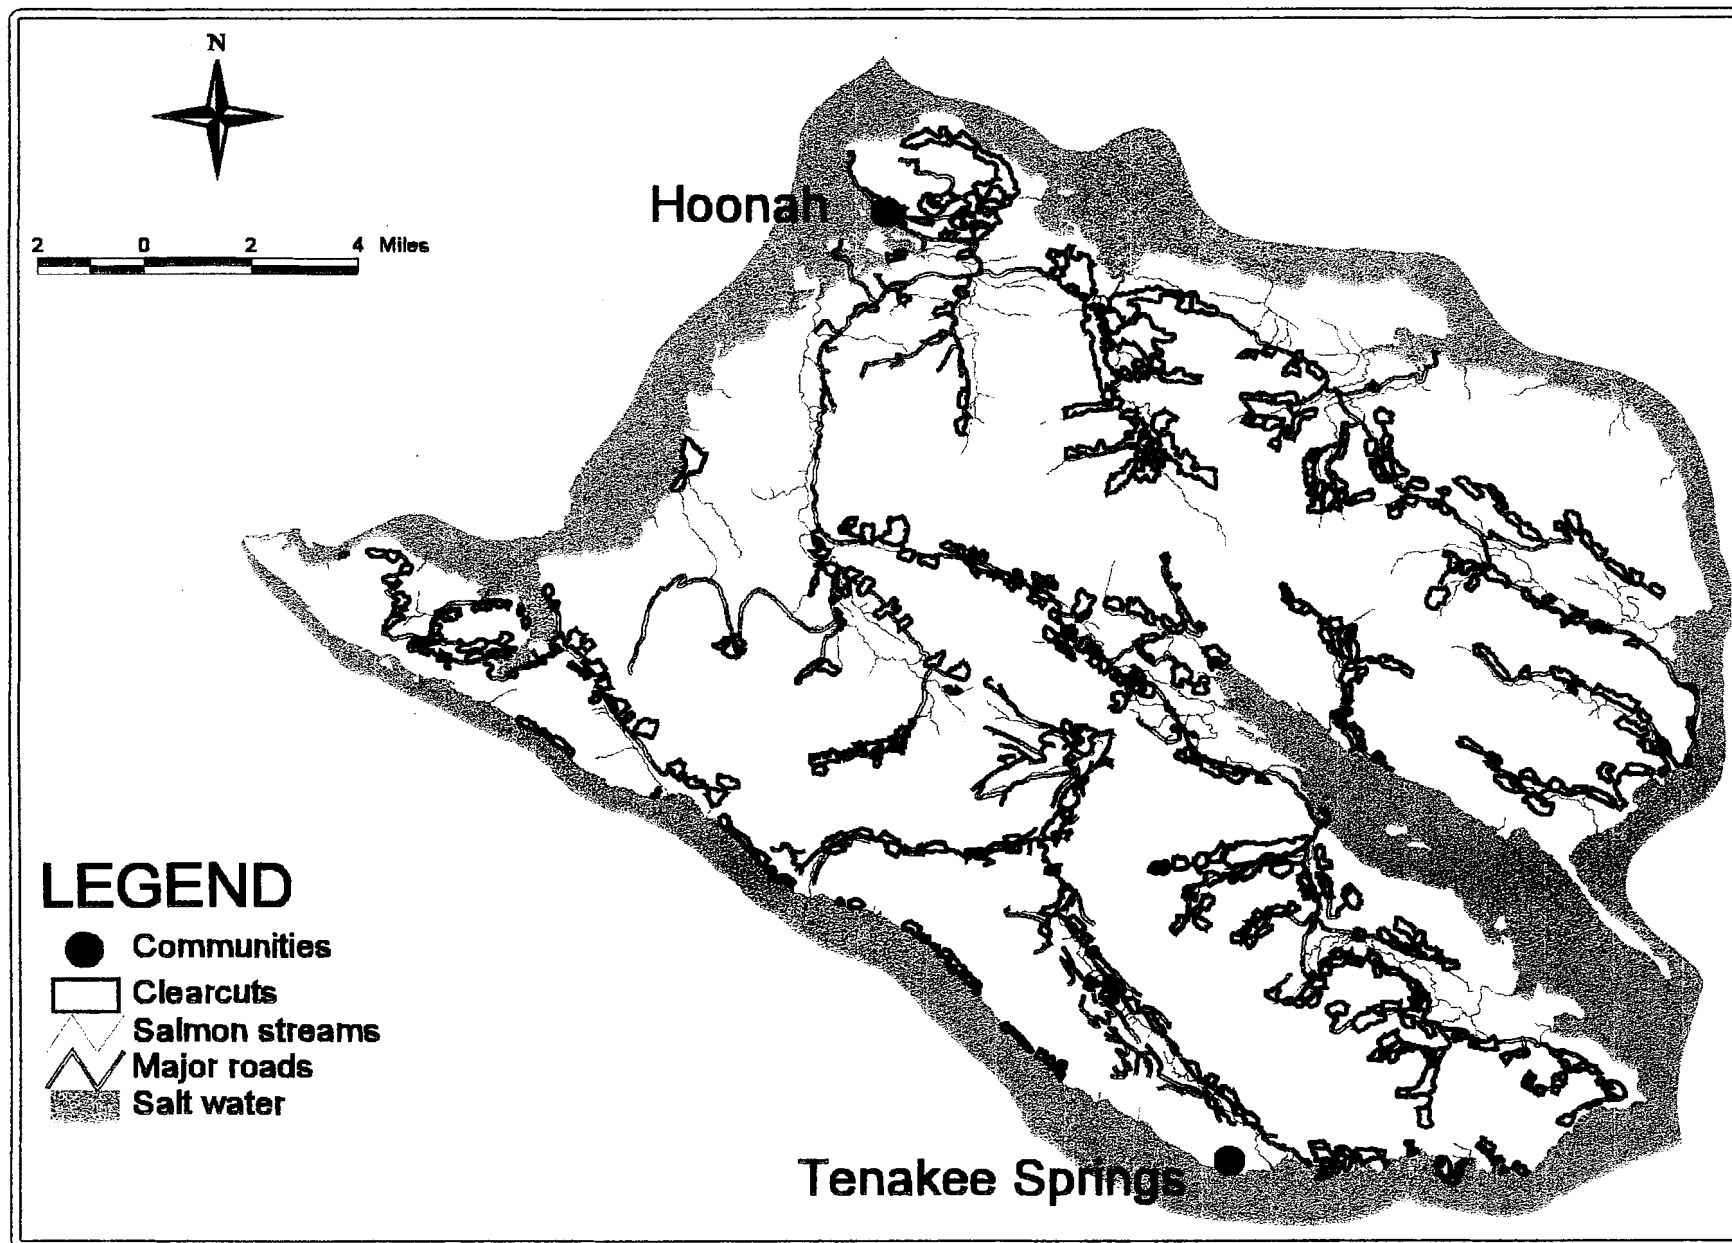 N
Hoonah
2 0 2 4 Miles
LEGEND
Communities
Clearcuts
Salmon streams
Major roads
Salt water
Tenakee Springs